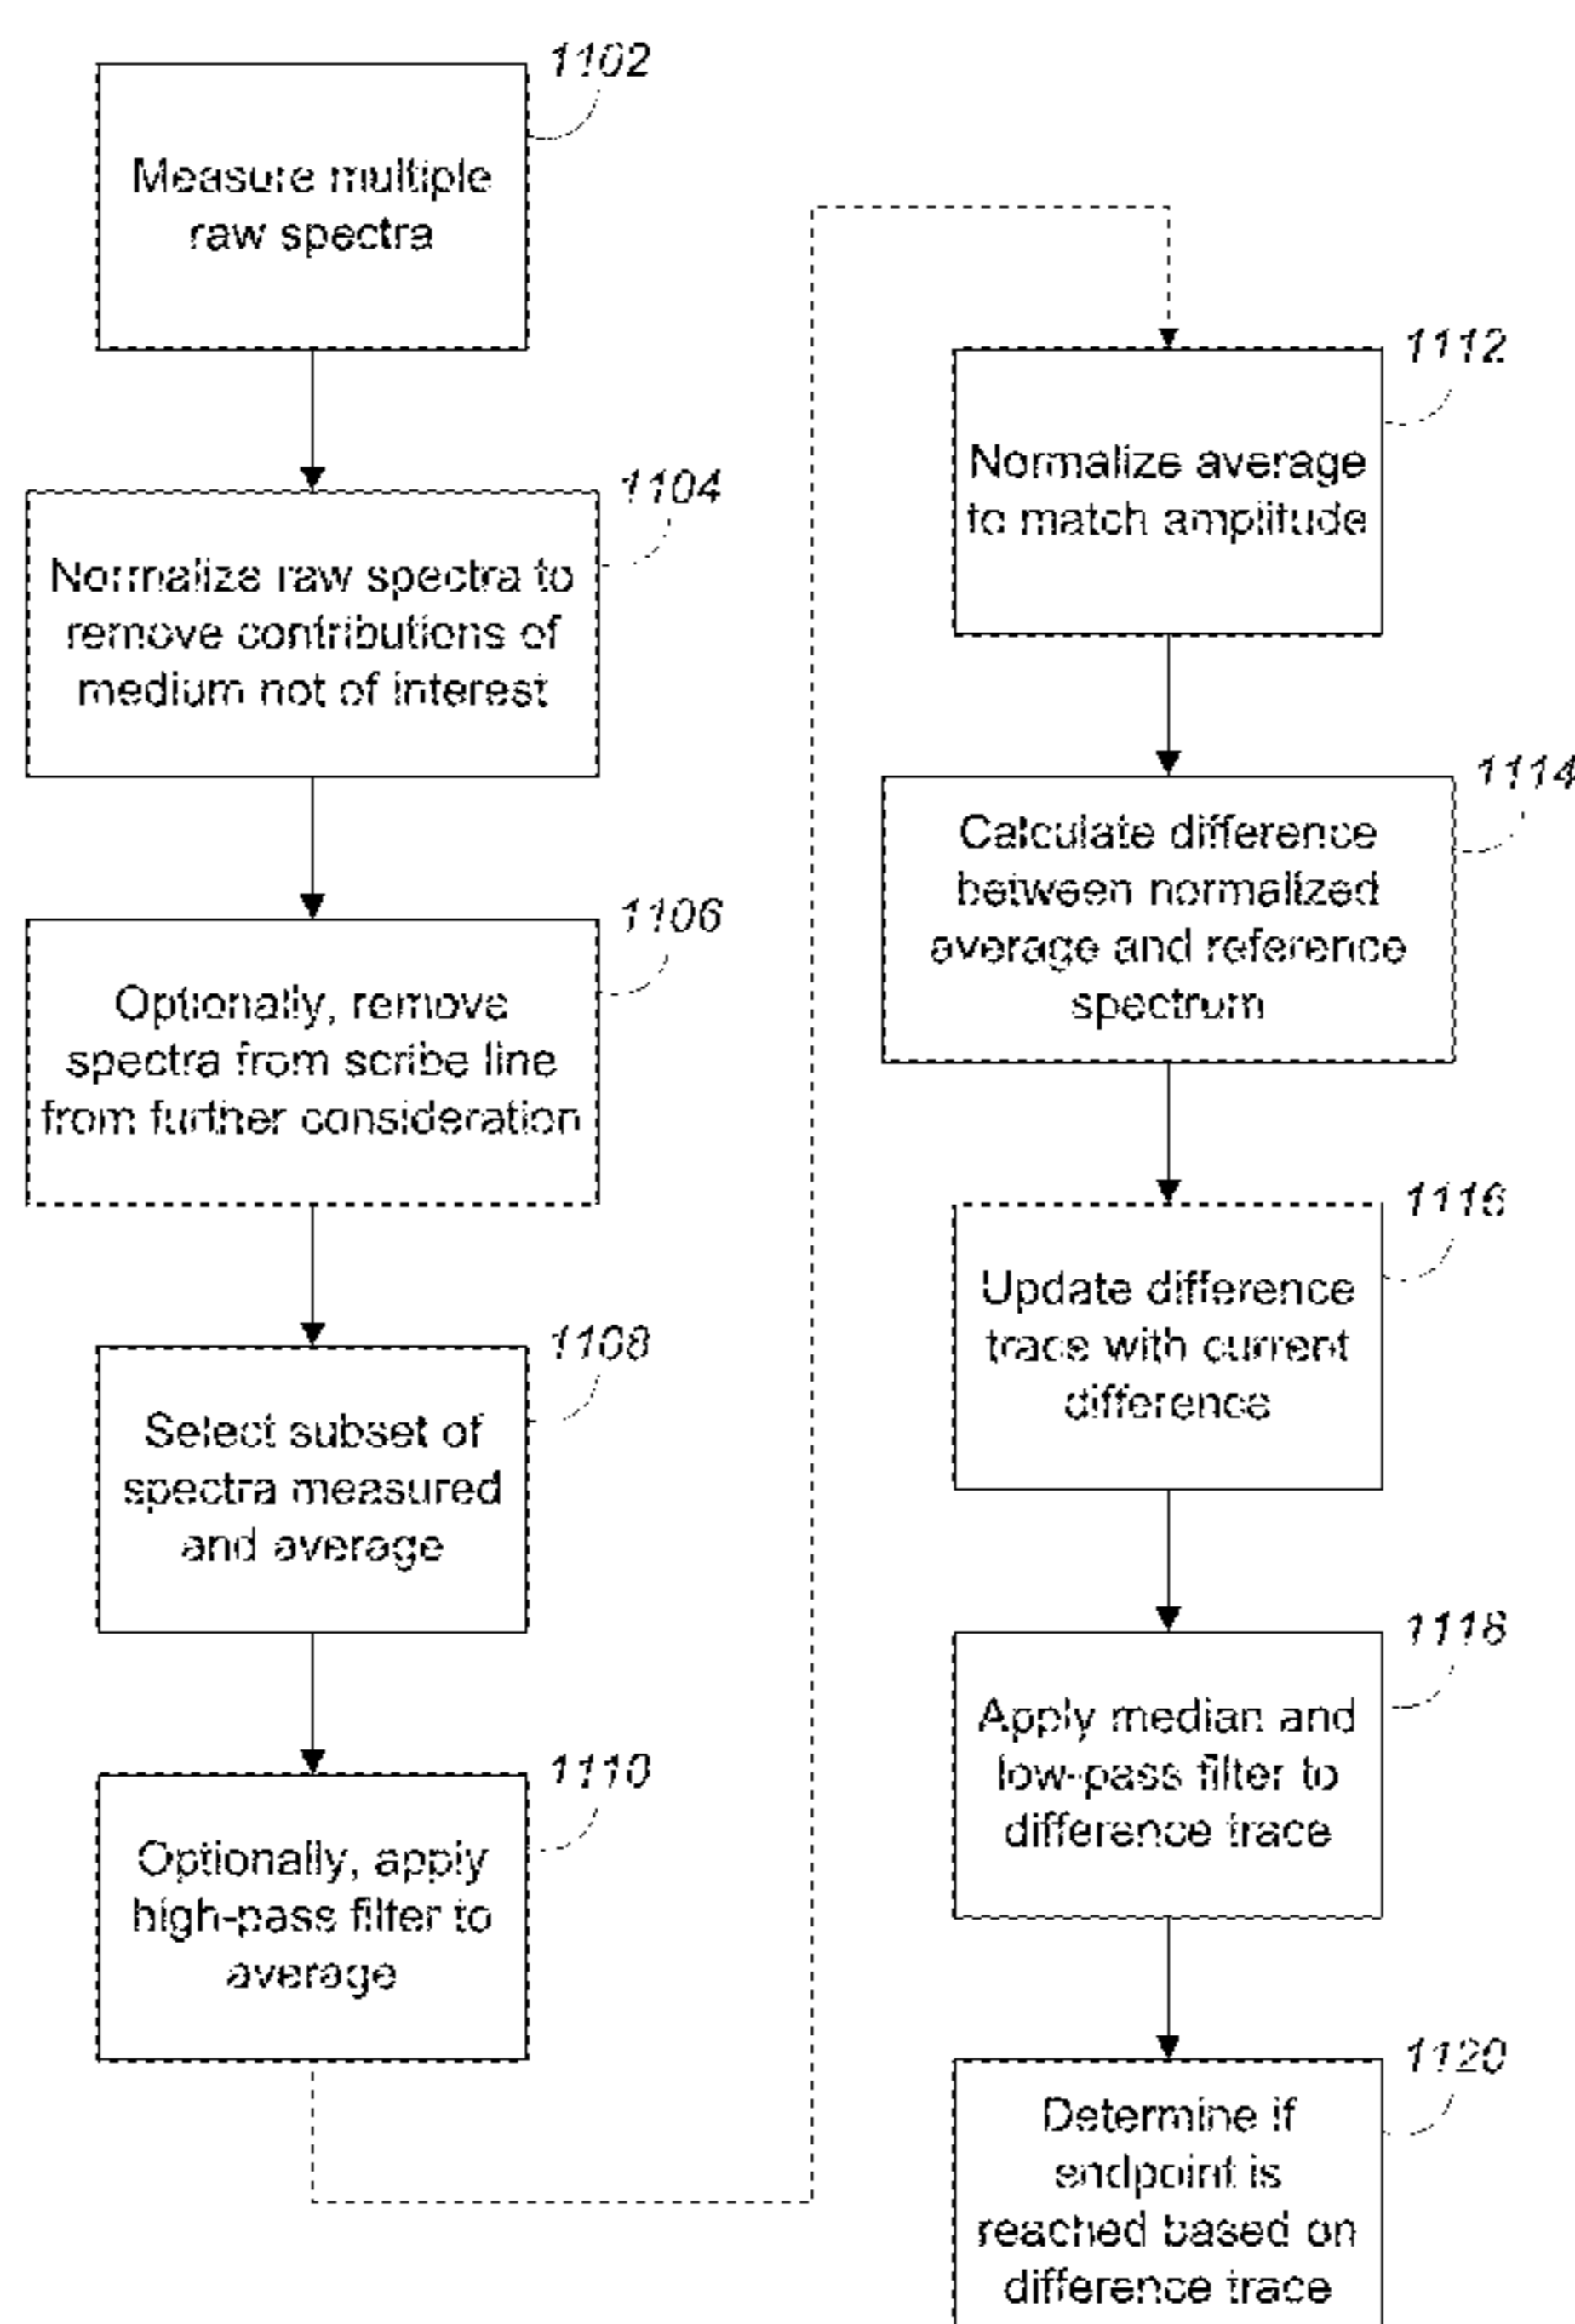 1102
Measure multiple
raw spectra
1104
Normalize raw spectra to
remove contributions of
medium not of interest
1106
Optionally, remove
spectra from scribe line
from further consideration
1108
Select subset of
spectra measured
and average
1110
Optionally, apply
high-pass filter to
average
1112
Normalize average
to match amplitude
1114
Calculate difference
between normalized
average and reference
spectrum
1116
Update difference
trace with current
difference
1118
Apply median and
low-pass filter to
difference trace
1120
Determine if
endpoint is
reached based on
difference trace